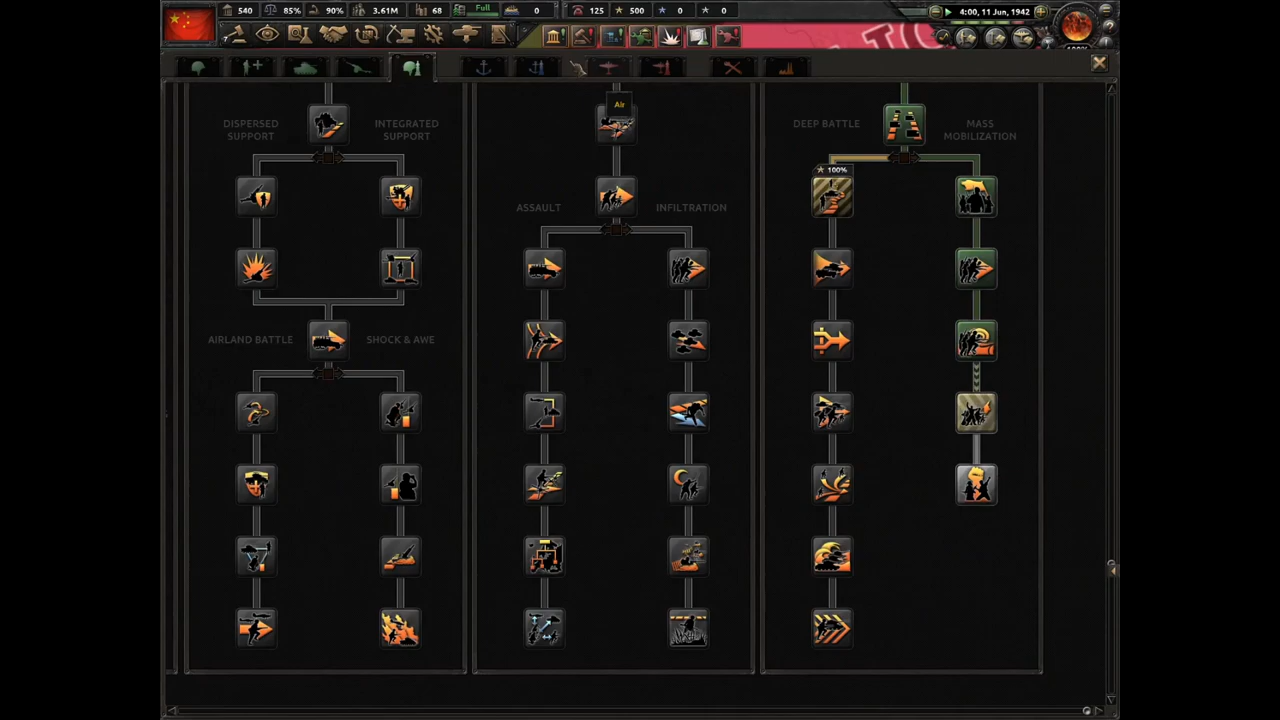 540 85% 90% 3.61M 68 Full 0 125 500 0 0 4:00, 11 Jun, 1942
7
Air
DISPERSED SUPPORT
INTEGRATED SUPPORT
DEEP BATTLE
MASS MOBILIZATION
100%
ASSAULT
INFILTRATION
AIRLAND BATTLE
SHOCK & AWE